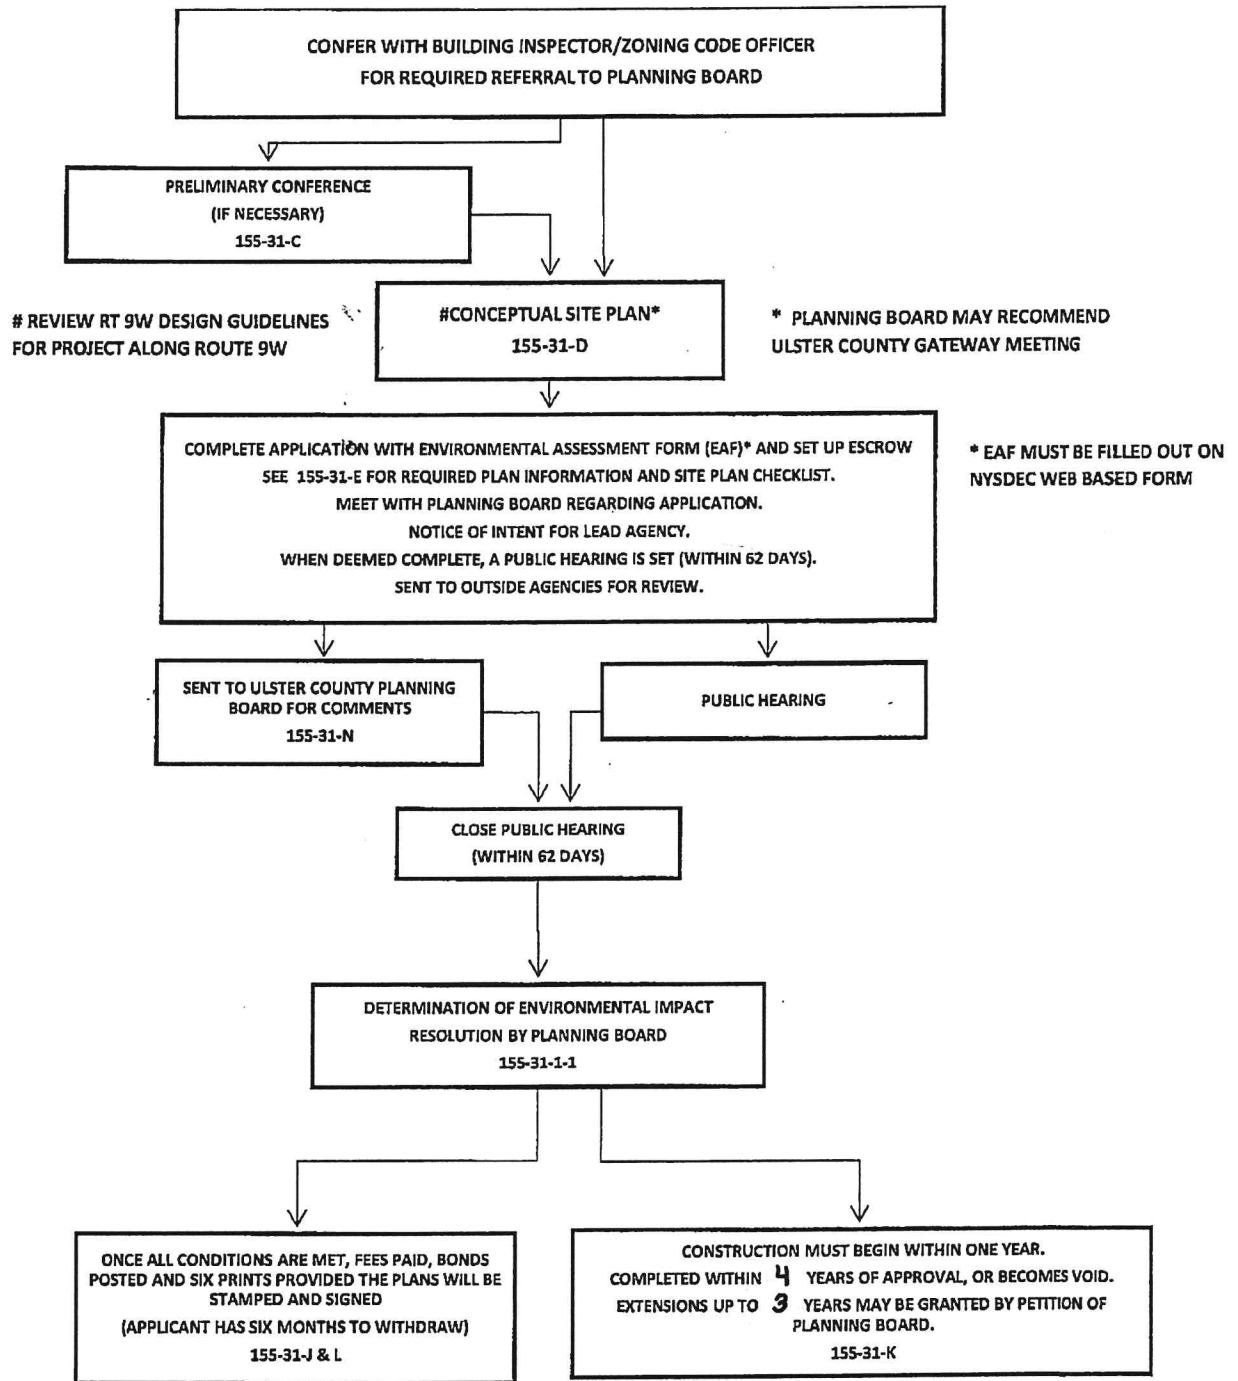 CONFER WITH BUILDING INSPECTOR/ZONING CODE OFFICER
FOR REQUIRED REFERRAL TO PLANNING BOARD
PRELIMINARY CONFERENCE
(IF NECESSARY)
155-31-C
# REVIEW RT 9W DESIGN GUIDELINES
FOR PROJECT ALONG ROUTE 9W
#CONCEPTUAL SITE PLAN*
155-31-D
* PLANNING BOARD MAY RECOMMEND
ULSTER COUNTY GATEWAY MEETING
COMPLETE APPLICATION WITH ENVIRONMENTAL ASSESSMENT FORM (EAF)* AND SET UP ESCROW
SEE 155-31-E FOR REQUIRED PLAN INFORMATION AND SITE PLAN CHECKLIST.
MEET WITH PLANNING BOARD REGARDING APPLICATION.
NOTICE OF INTENT FOR LEAD AGENCY.
WHEN DEEMED COMPLETE, A PUBLIC HEARING IS SET (WITHIN 62 DAYS).
SENT TO OUTSIDE AGENCIES FOR REVIEW.
* EAF MUST BE FILLED OUT ON
NYSDEC WEB BASED FORM
SENT TO ULSTER COUNTY PLANNING
BOARD FOR COMMENTS
155-31-N
PUBLIC HEARING
CLOSE PUBLIC HEARING
(WITHIN 62 DAYS)
DETERMINATION OF ENVIRONMENTAL IMPACT
RESOLUTION BY PLANNING BOARD
155-31-1-1
ONCE ALL CONDITIONS ARE MET, FEES PAID, BONDS
POSTED AND SIX PRINTS PROVIDED THE PLANS WILL BE
STAMPED AND SIGNED
(APPLICANT HAS SIX MONTHS TO WITHDRAW)
155-31-J & L
CONSTRUCTION MUST BEGIN WITHIN ONE YEAR.
COMPLETED WITHIN 4 YEARS OF APPROVAL, OR BECOMES VOID.
EXTENSIONS UP TO 3 YEARS MAY BE GRANTED BY PETITION OF
PLANNING BOARD.
155-31-K